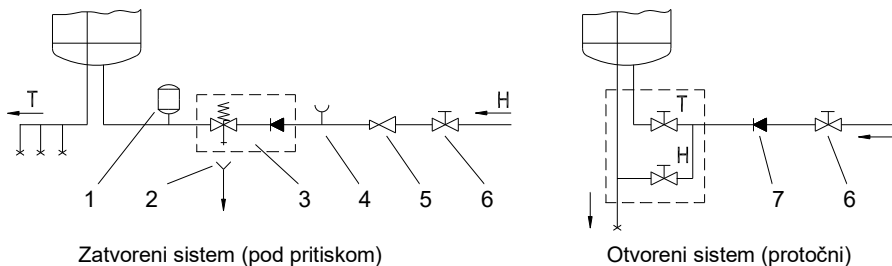 T
H
1
2
3
4
5
6
Zatvoreni sistem (pod pritiskom)
T
H
7
6
Otvoreni sistem (protočni)